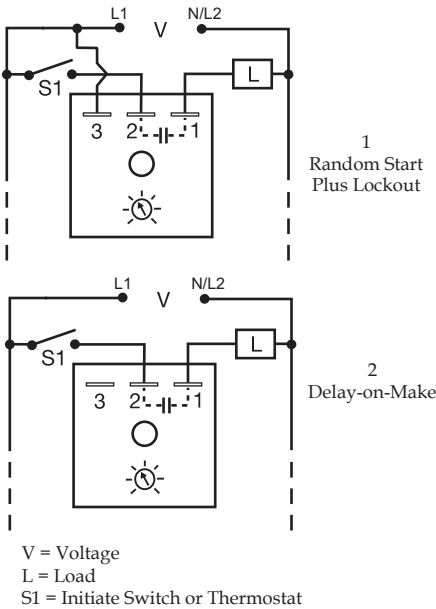 L1 V N/L2
S1 L
3 2 1
1
Random Start
Plus Lockout
L1 V N/L2
S1 L
3 2 1
2
Delay-on-Make
V = Voltage
L = Load
S1 = Initiate Switch or Thermostat